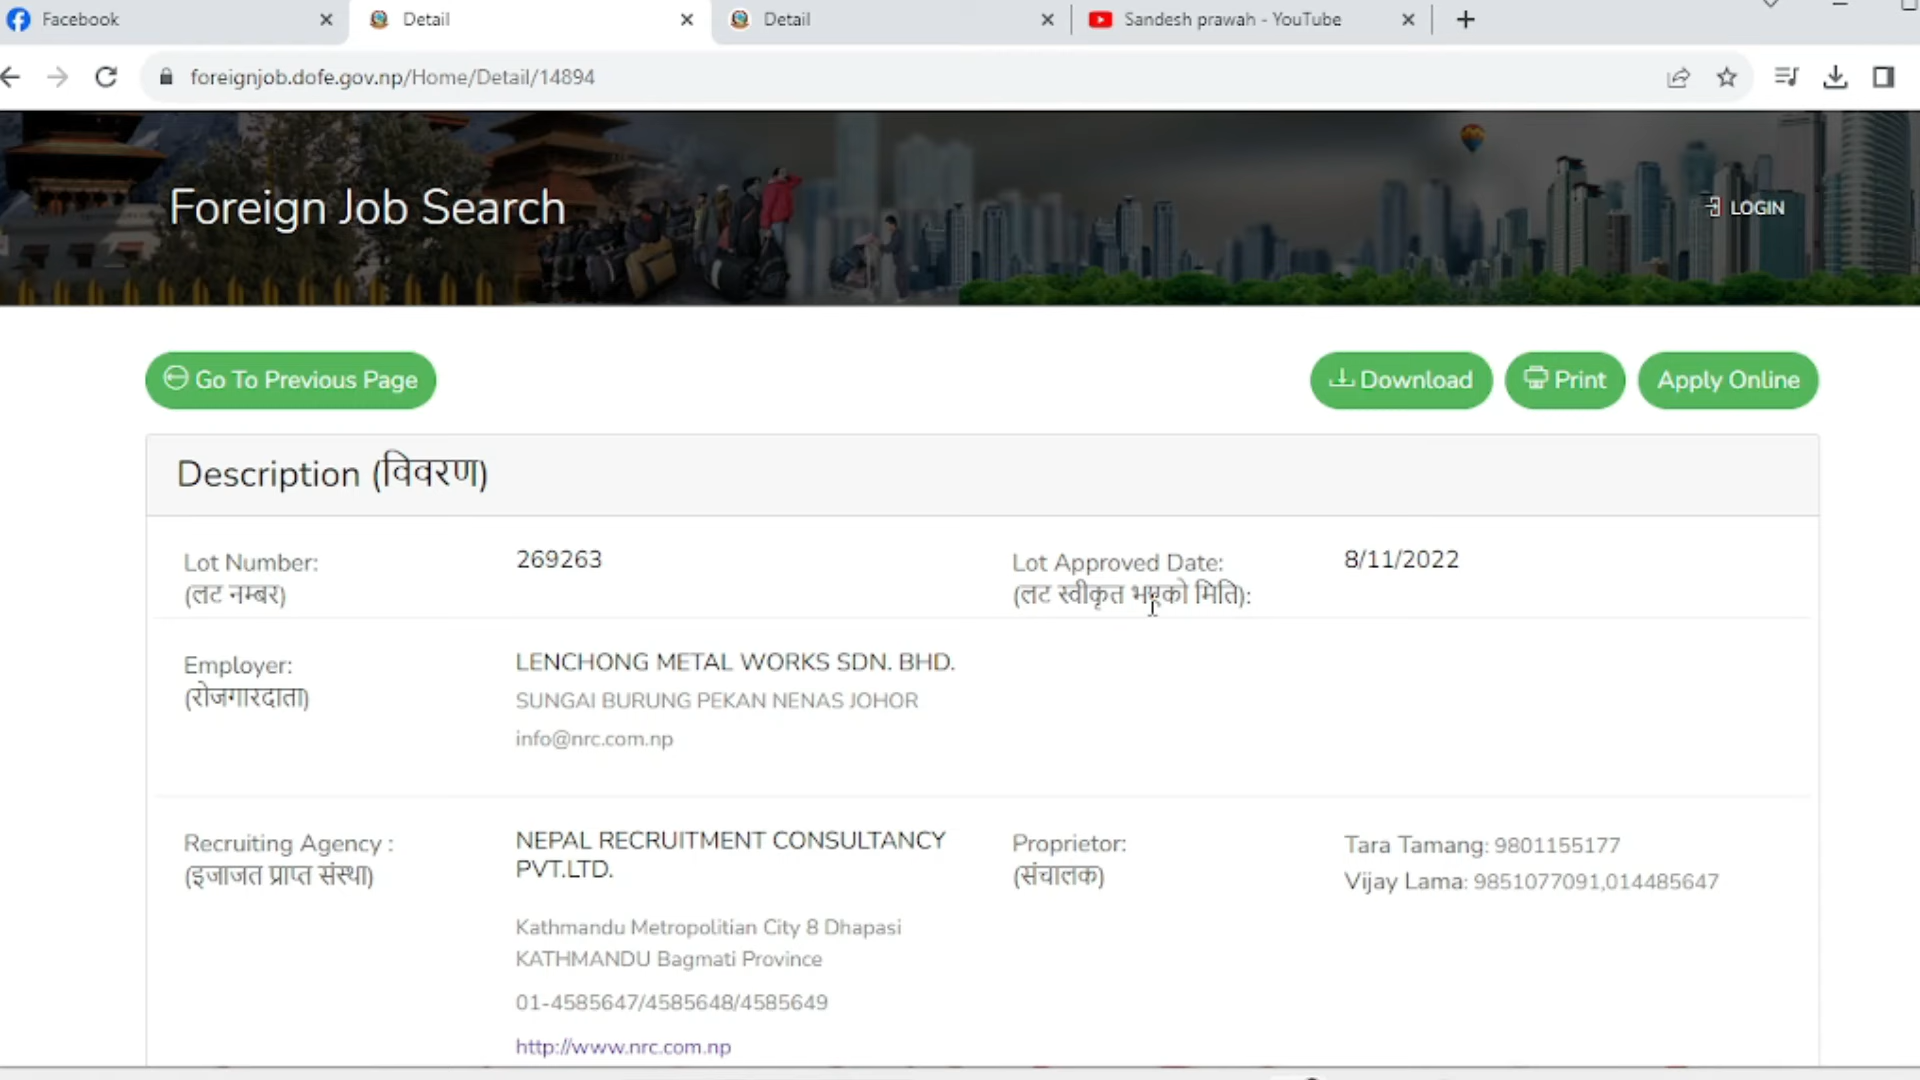 Facebook
Detail
Detail
Sandesh prawah - YouTube
foreignjob.dofe.gov.np/Home/Detail/14894
Foreign Job Search
LOGIN
Go To Previous Page
Download
Print
Apply Online
Description (विवरण)
Lot Number:
(लट नम्बर)
269263
Lot Approved Date:
(लट स्वीकृत भएको मिति):
8/11/2022
Employer:
(रोजगारदाता)
LENCHONG METAL WORKS SDN. BHD.
SUNGAI BURUNG PEKAN NENAS JOHOR
info@nrc.com.np
Recruiting Agency :
(इजाजत प्राप्त संस्था)
NEPAL RECRUITMENT CONSULTANCY
PVT.LTD.
Kathmandu Metropolitian City 8 Dhapasi
KATHMANDU Bagmati Province
01-4585647/4585648/4585649
http://www.nrc.com.np
Proprietor:
(संचालक)
Tara Tamang: 9801155177
Vijay Lama: 9851077091,014485647